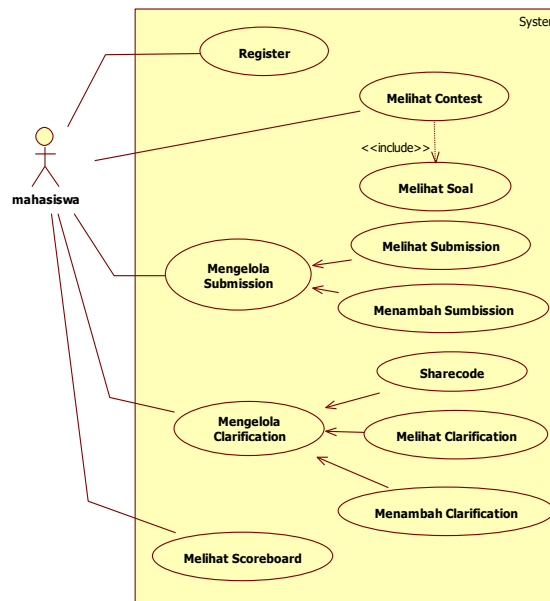 System
Register
Melihat Contest
<<include>>
mahasiswa
Melihat Soal
Mengelola
Submission
Melihat Submission
Menambah Sumbission
Sharecode
Mengelola
Clarification
Melihat Clarification
Menambah Clarification
Melihat Scoreboard